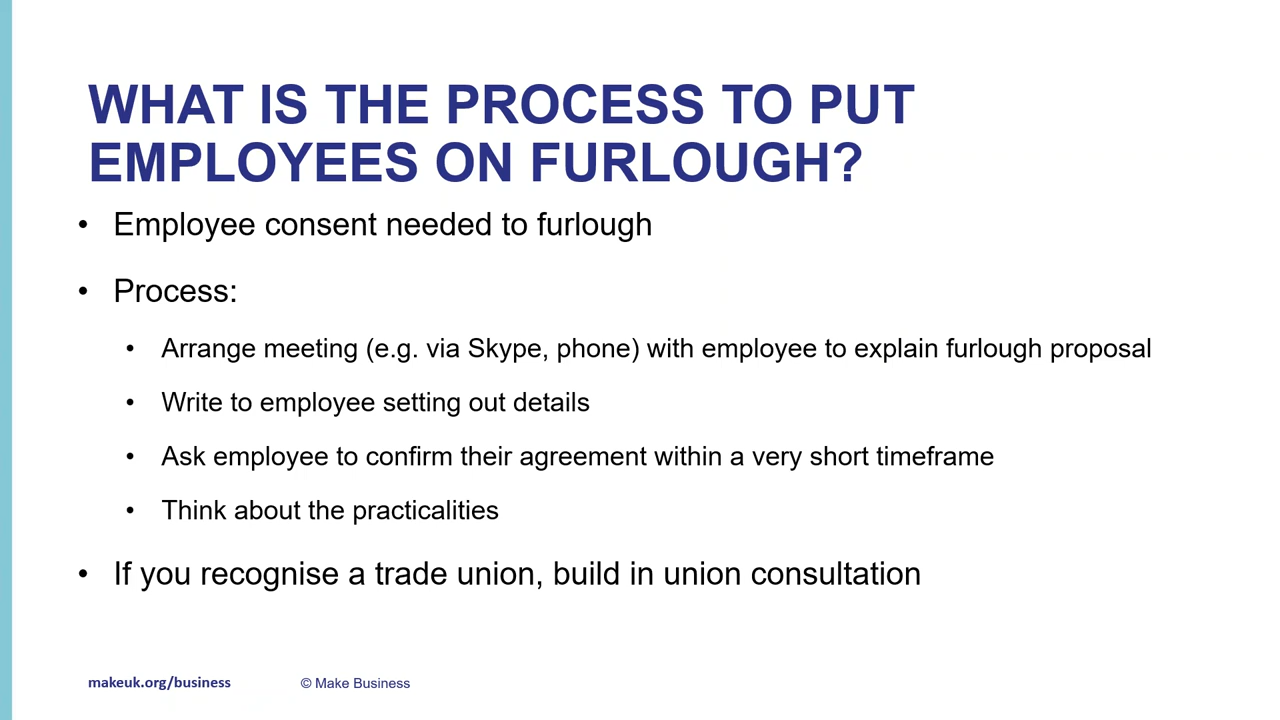 WHAT IS THE PROCESS TO PUT
EMPLOYEES ON FURLOUGH?
• Employee consent needed to furlough
• Process:
• Arrange meeting (e.g. via Skype, phone) with employee to explain furlough proposal
• Write to employee setting out details
• Ask employee to confirm their agreement within a very short timeframe
• Think about the practicalities
• If you recognise a trade union, build in union consultation
makeuk.org/business © Make Business